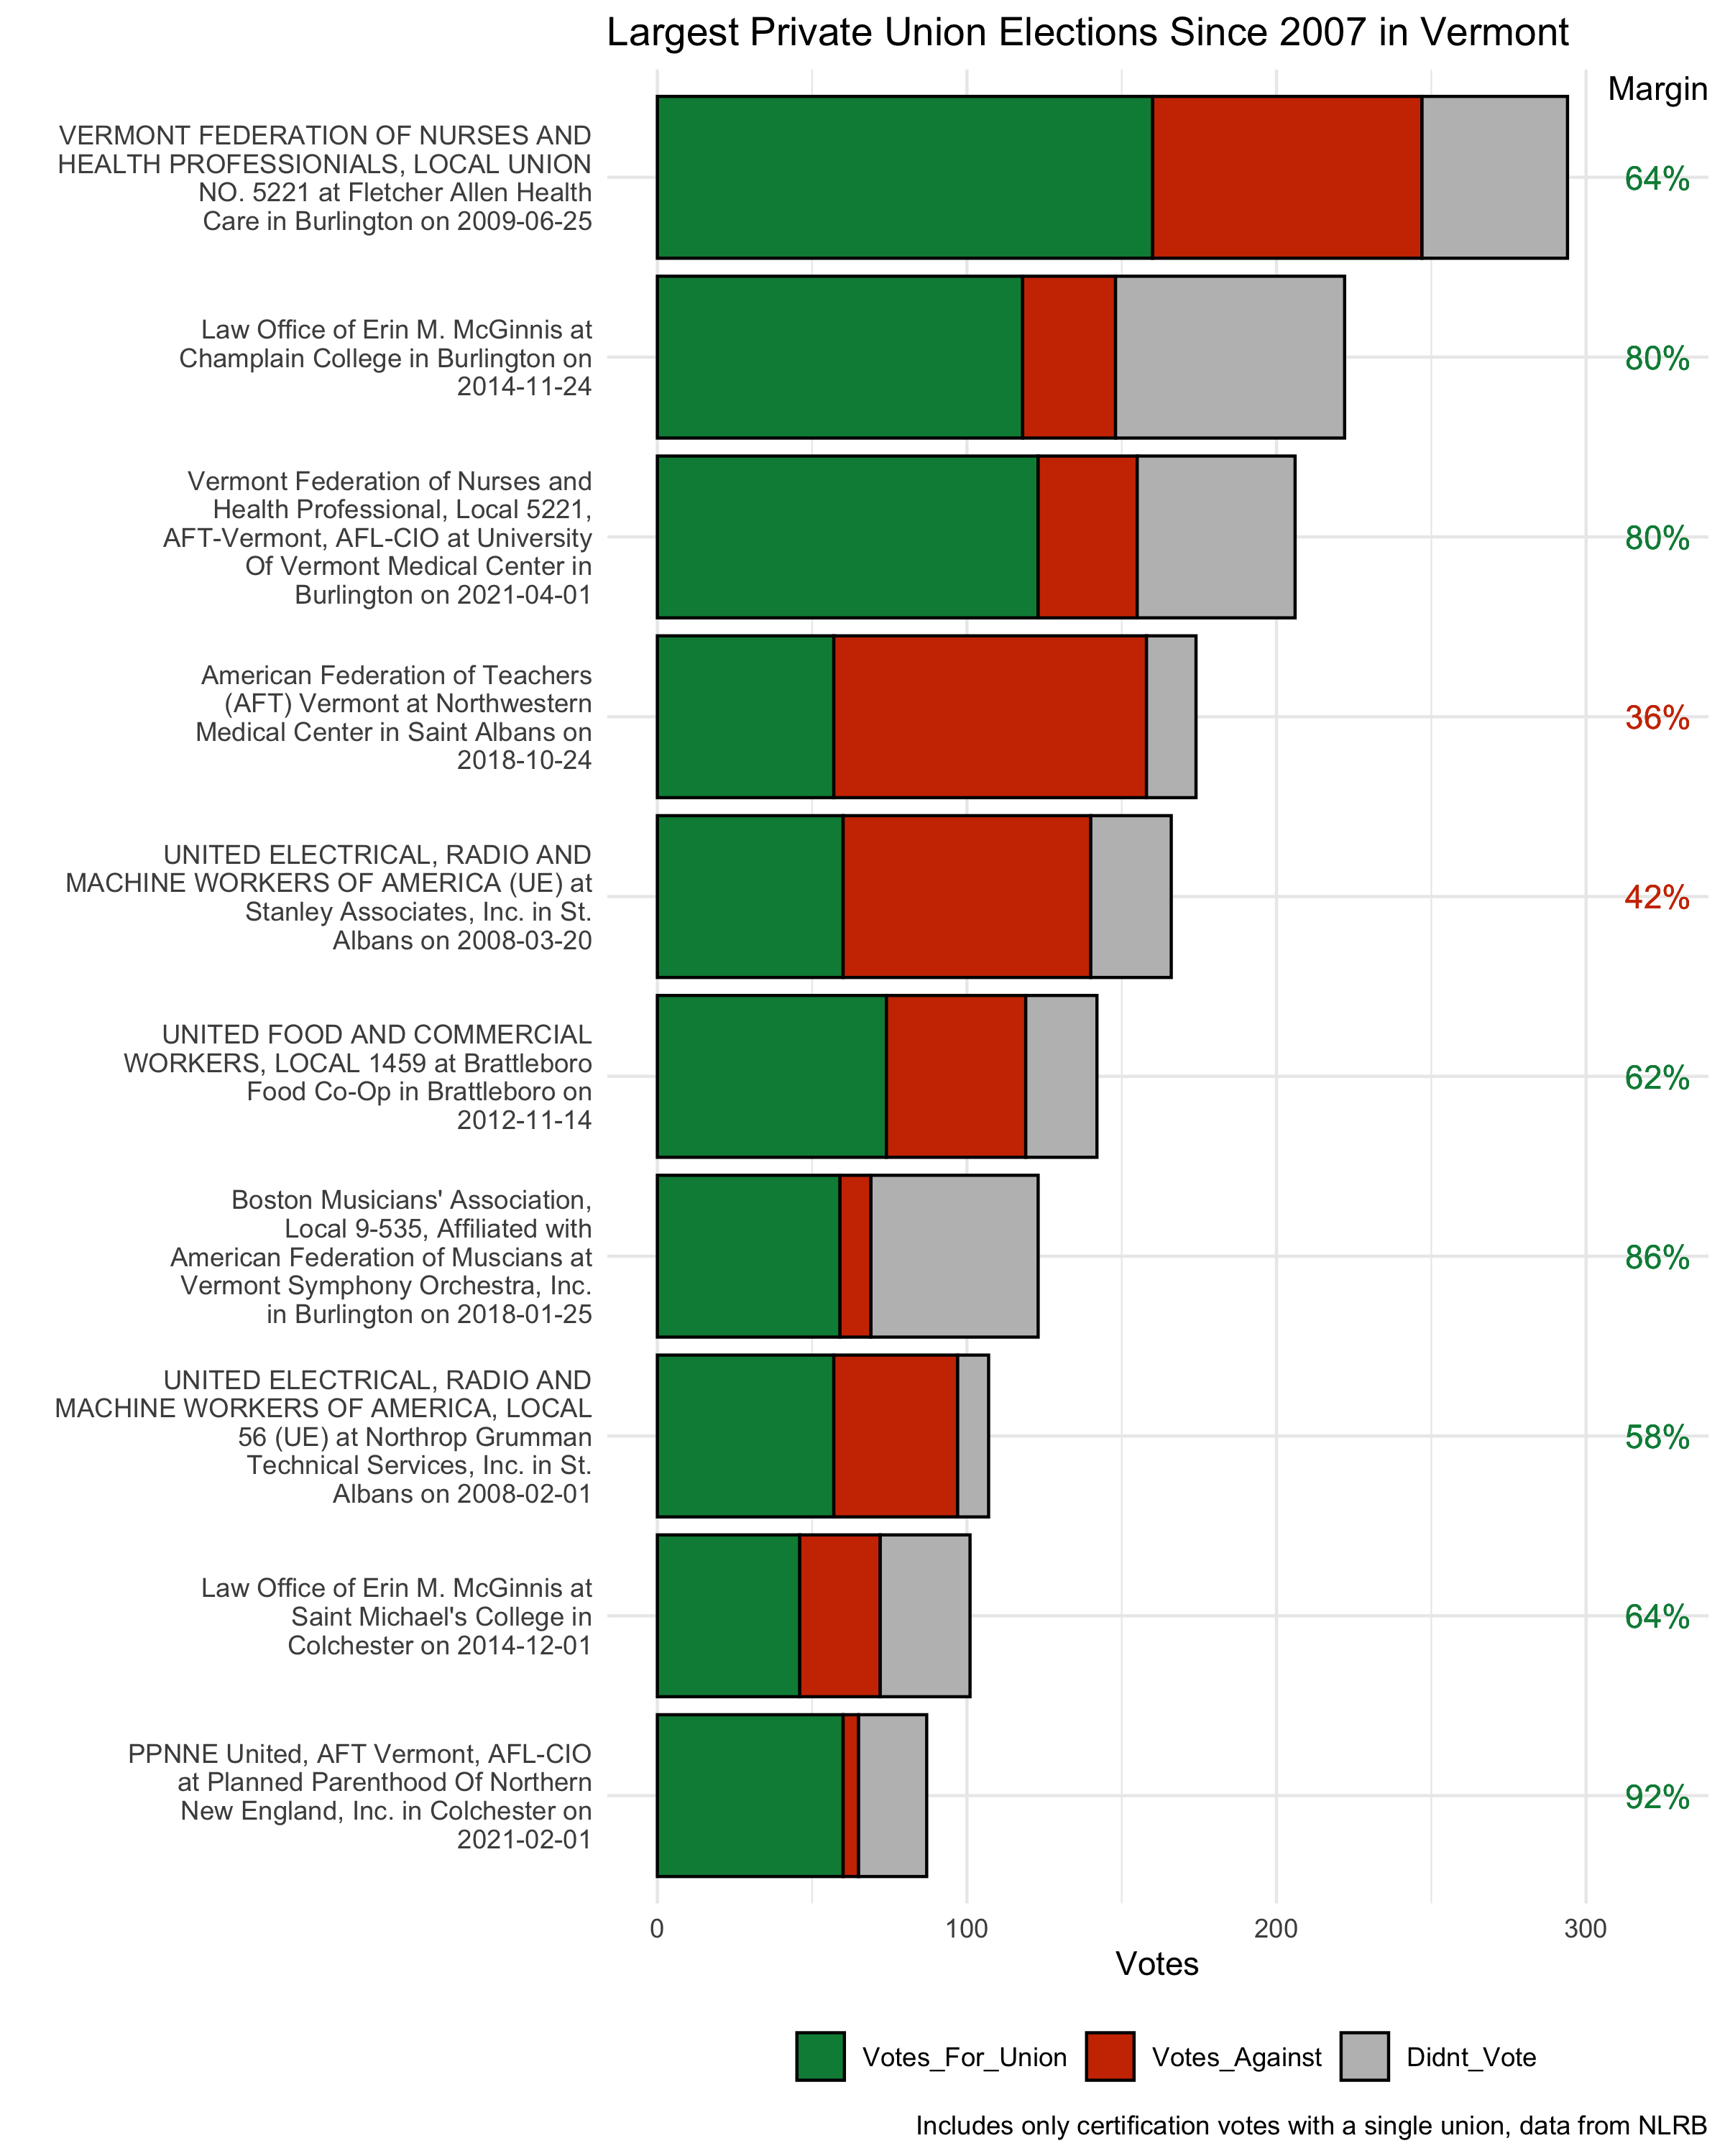 Largest Private Union Elections Since 2007 in Vermont
Margin
VERMONT FEDERATION OF NURSES AND
HEALTH PROFESSIONIALS, LOCAL UNION
NO. 5221 at Fletcher Allen Health
Care in Burlington on 2009-06-25
64%
Law Office of Erin M. McGinnis at
Champlain College in Burlington on
2014-11-24
80%
Vermont Federation of Nurses and
Health Professional, Local 5221,
AFT-Vermont, AFL-CIO at University
Of Vermont Medical Center in
Burlington on 2021-04-01
80%
American Federation of Teachers
(AFT) Vermont at Northwestern
Medical Center in Saint Albans on
2018-10-24
36%
UNITED ELECTRICAL, RADIO AND
MACHINE WORKERS OF AMERICA (UE) at
Stanley Associates, Inc. in St.
Albans on 2008-03-20
42%
UNITED FOOD AND COMMERCIAL
WORKERS, LOCAL 1459 at Brattleboro
Food Co-Op in Brattleboro on
2012-11-14
62%
Boston Musicians' Association,
Local 9-535, Affiliated with
American Federation of Muscians at
Vermont Symphony Orchestra, Inc.
in Burlington on 2018-01-25
86%
UNITED ELECTRICAL, RADIO AND
MACHINE WORKERS OF AMERICA, LOCAL
56 (UE) at Northrop Grumman
Technical Services, Inc. in St.
Albans on 2008-02-01
58%
Law Office of Erin M. McGinnis at
Saint Michael's College in
Colchester on 2014-12-01
64%
PPNNE United, AFT Vermont, AFL-CIO
at Planned Parenthood Of Northern
New England, Inc. in Colchester on
2021-02-01
92%
0 100 200 300
Votes
Votes_For_Union Votes_Against Didnt_Vote
Includes only certification votes with a single union, data from NLRB